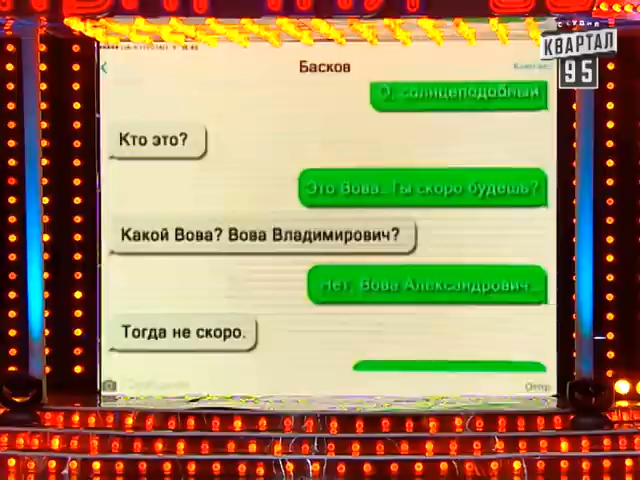 СТУДИЯ
КВАРТАЛ
95
Басков
О, солнцеподобный
Кто это?
Это Вова. Ты скоро будешь?
Какой Вова? Вова Владимирович?
Нет, Вова Александрович
Тогда не скоро.